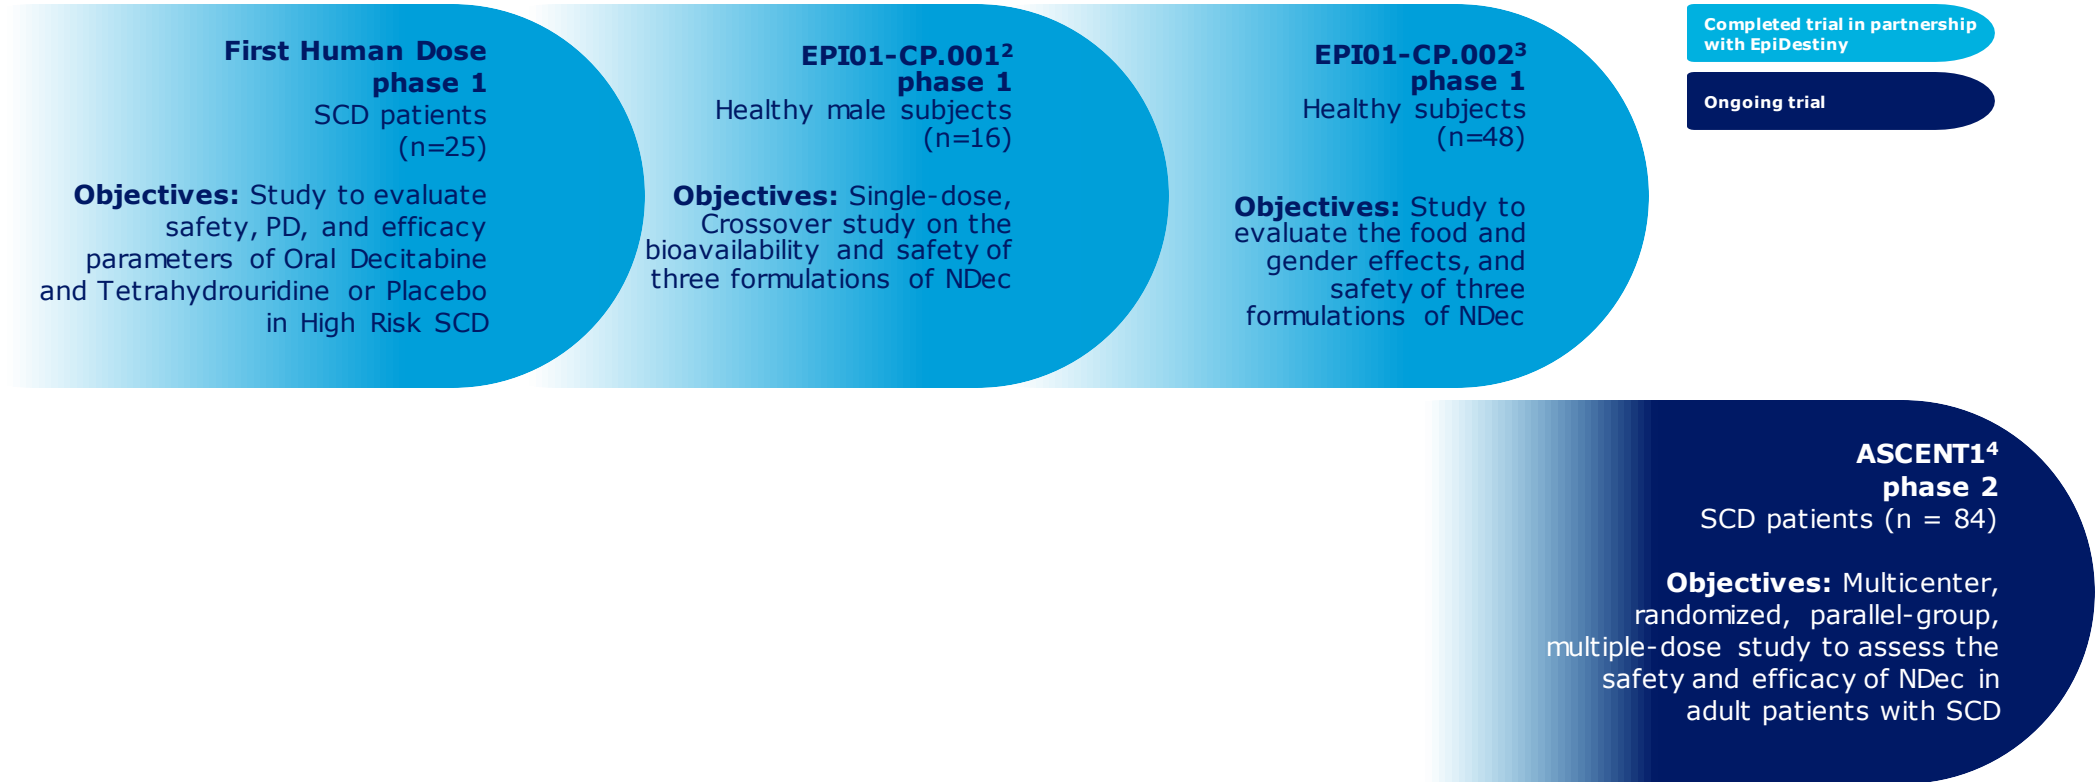 First Human Dose
phase 1
SCD patients
(n=25)
Objectives: Study to evaluate
safety, PD, and efficacy
parameters of Oral Decitabine
and Tetrahydrouridine or Placebo
in High Risk SCD
EPI01-CP.001²
phase 1
Healthy male subjects
(n=16)
Objectives: Single-dose,
Crossover study on the
bioavailability and safety of
three formulations of NDec
EPI01-CP.002³
phase 1
Healthy subjects
(n=48)
Objectives: Study to
evaluate the food and
gender effects, and
safety of three
formulations of NDec
Completed trial in partnership
with EpiDestiny
Ongoing trial
ASCENT1⁴
phase 2
SCD patients (n = 84)
Objectives: Multicenter,
randomized, parallel-group,
multiple-dose study to assess the
safety and efficacy of NDec in
adult patients with SCD